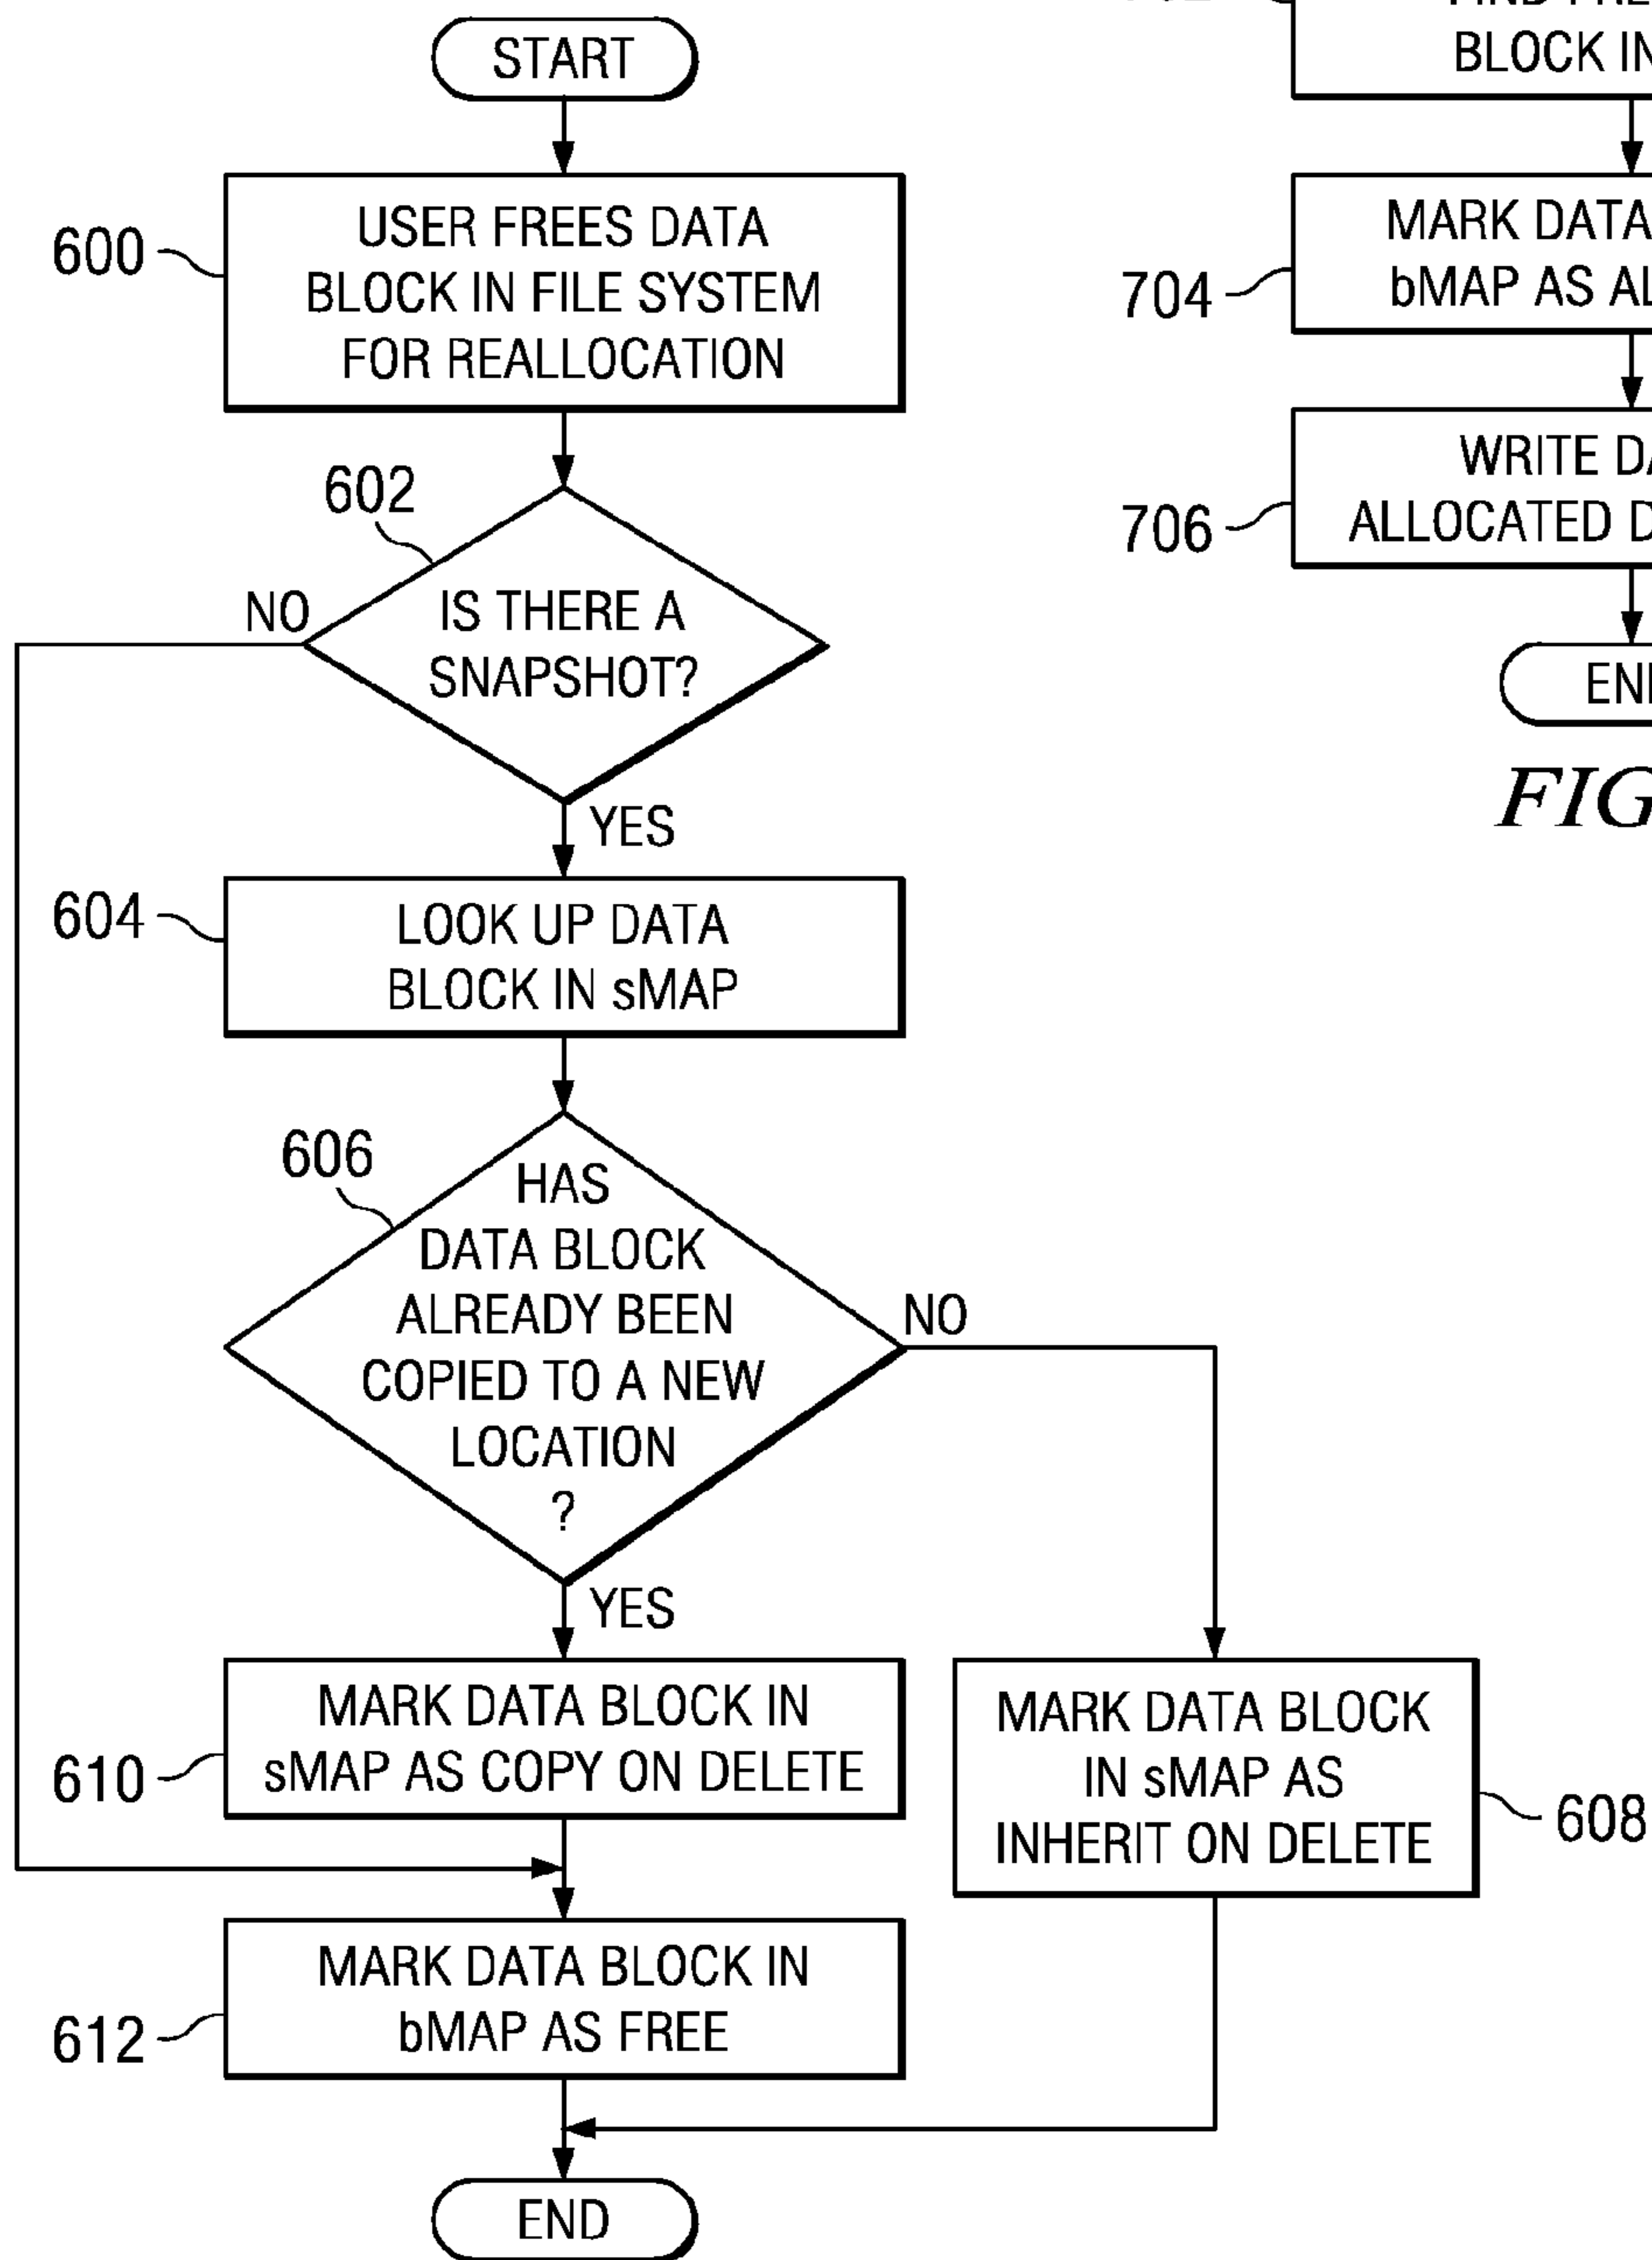 START
600
USER FREES DATA
BLOCK IN FILE SYSTEM
FOR REALLOCATION
602
NO
IS THERE A
SNAPSHOT?
YES
604
LOOK UP DATA
BLOCK IN sMAP
606
HAS
DATA BLOCK
ALREADY BEEN
COPIED TO A NEW
LOCATION
?
NO
YES
MARK DATA BLOCK IN
sMAP AS COPY ON DELETE
610
MARK DATA BLOCK
IN sMAP AS
INHERIT ON DELETE
608
MARK DATA BLOCK IN
bMAP AS FREE
612
END
BLOCK IN
704
MARK DATA
bMAP AS
706
WRITE
ALLOCATED
FIG